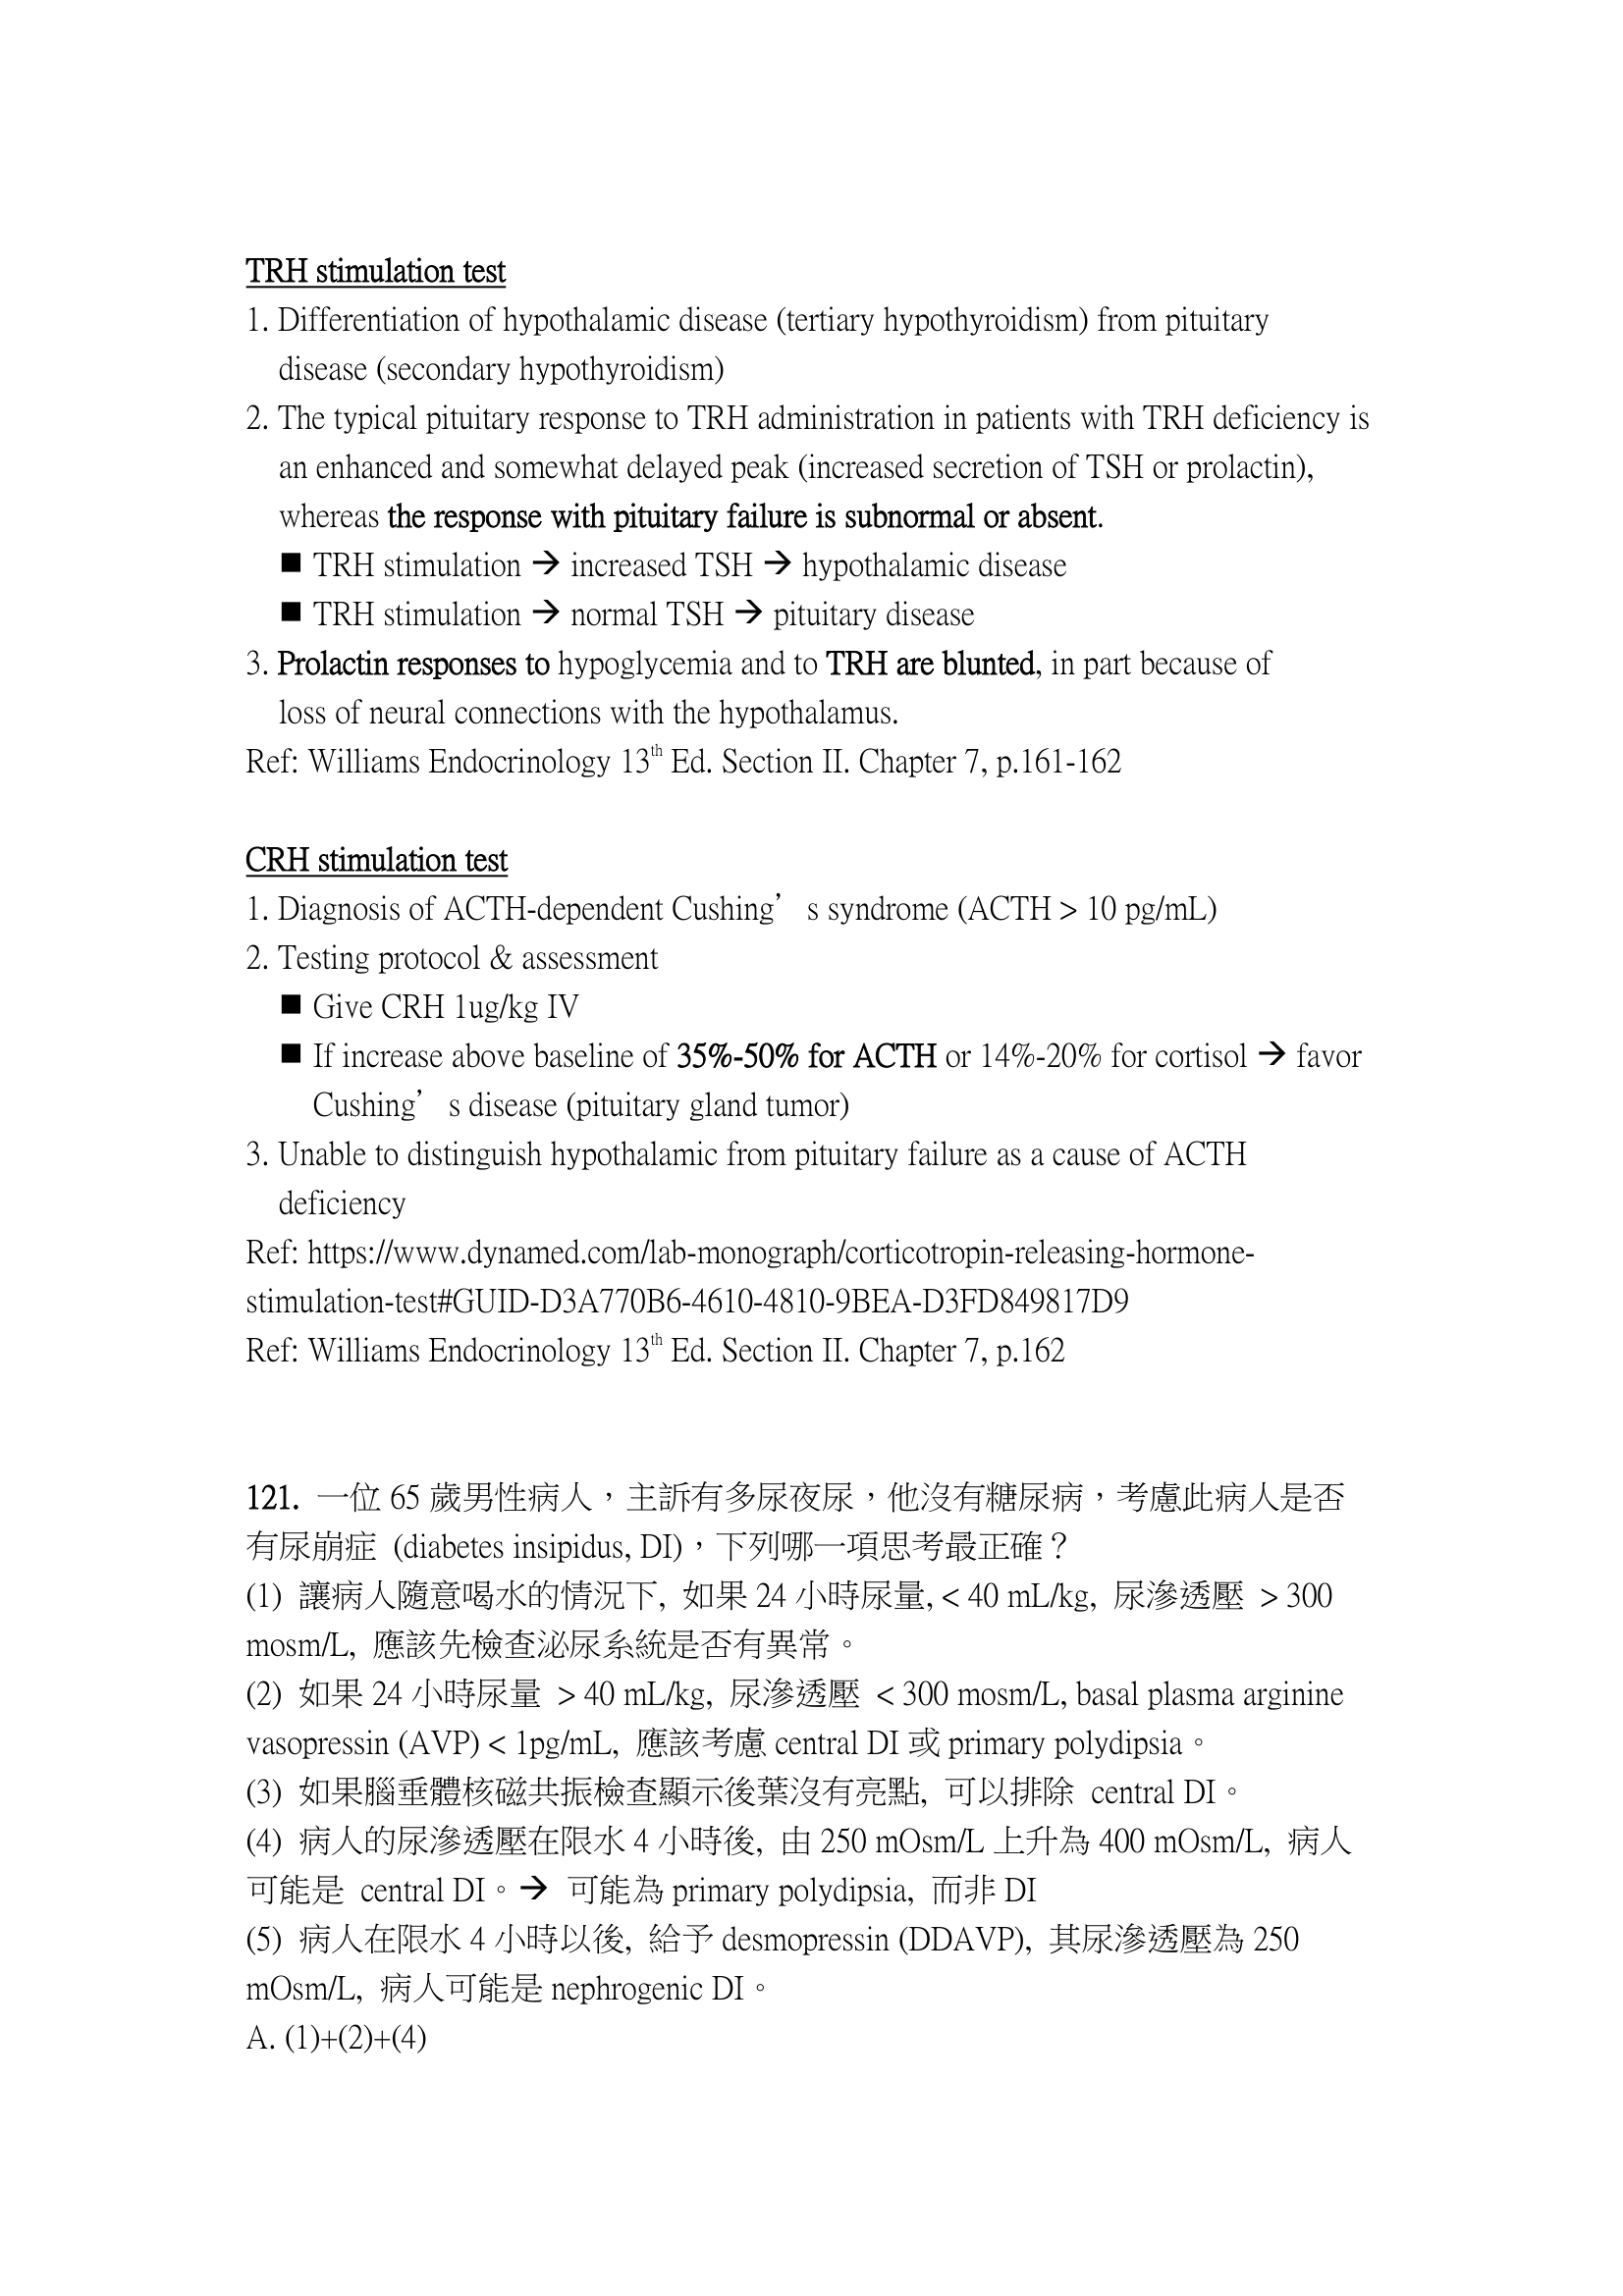 TRH stimulation test
1. Differentiation of hypothalamic disease (tertiary hypothyroidism) from pituitary
disease (secondary hypothyroidism)
2. The typical pituitary response to TRH administration in patients with TRH deficiency is
an enhanced and somewhat delayed peak (increased secretion of TSH or prolactin),
whereas the response with pituitary failure is subnormal or absent.
■ TRH stimulation → increased TSH → hypothalamic disease
■ TRH stimulation → normal TSH → pituitary disease
3. Prolactin responses to hypoglycemia and to TRH are blunted, in part because of
loss of neural connections with the hypothalamus.
Ref: Williams Endocrinology 13th Ed. Section II. Chapter 7, p.161-162
CRH stimulation test
1. Diagnosis of ACTH-dependent Cushing’s syndrome (ACTH > 10 pg/mL)
2. Testing protocol & assessment
■ Give CRH 1ug/kg IV
■ If increase above baseline of 35%-50% for ACTH or 14%-20% for cortisol → favor
Cushing’s disease (pituitary gland tumor)
3. Unable to distinguish hypothalamic from pituitary failure as a cause of ACTH
deficiency
Ref: https://www.dynamed.com/lab-monograph/corticotropin-releasing-hormone-
stimulation-test#GUID-D3A770B6-4610-4810-9BEA-D3FD849817D9
Ref: Williams Endocrinology 13th Ed. Section II. Chapter 7, p.162
121. 一位 65 歲男性病人，主訴有多尿夜尿，他沒有糖尿病，考慮此病人是否
有尿崩症 (diabetes insipidus, DI)，下列哪一項思考最正確？
(1) 讓病人隨意喝水的情況下, 如果 24 小時尿量, < 40 mL/kg, 尿滲透壓 > 300
mosm/L, 應該先檢查泌尿系統是否有異常。
(2) 如果 24 小時尿量 > 40 mL/kg, 尿滲透壓 < 300 mosm/L, basal plasma arginine
vasopressin (AVP) < 1pg/mL, 應該考慮 central DI 或 primary polydipsia。
(3) 如果腦垂體核磁共振檢查顯示後葉沒有亮點, 可以排除 central DI。
(4) 病人的尿滲透壓在限水 4 小時後, 由 250 mOsm/L 上升為 400 mOsm/L, 病人
可能是 central DI。→ 可能為 primary polydipsia, 而非 DI
(5) 病人在限水 4 小時以後, 給予 desmopressin (DDAVP), 其尿滲透壓為 250
mOsm/L, 病人可能是 nephrogenic DI。
A. (1)+(2)+(4)